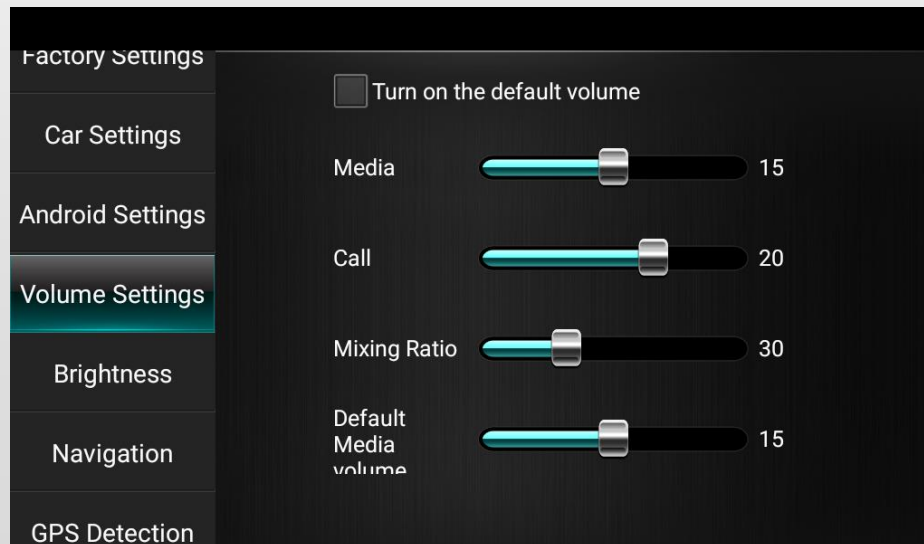 Factory Settings
Car Settings
Android Settings
Volume Settings
Brightness
Navigation
GPS Detection
Turn on the default volume
Media 15
Call 20
Mixing Ratio 30
Default
Media 15
volume